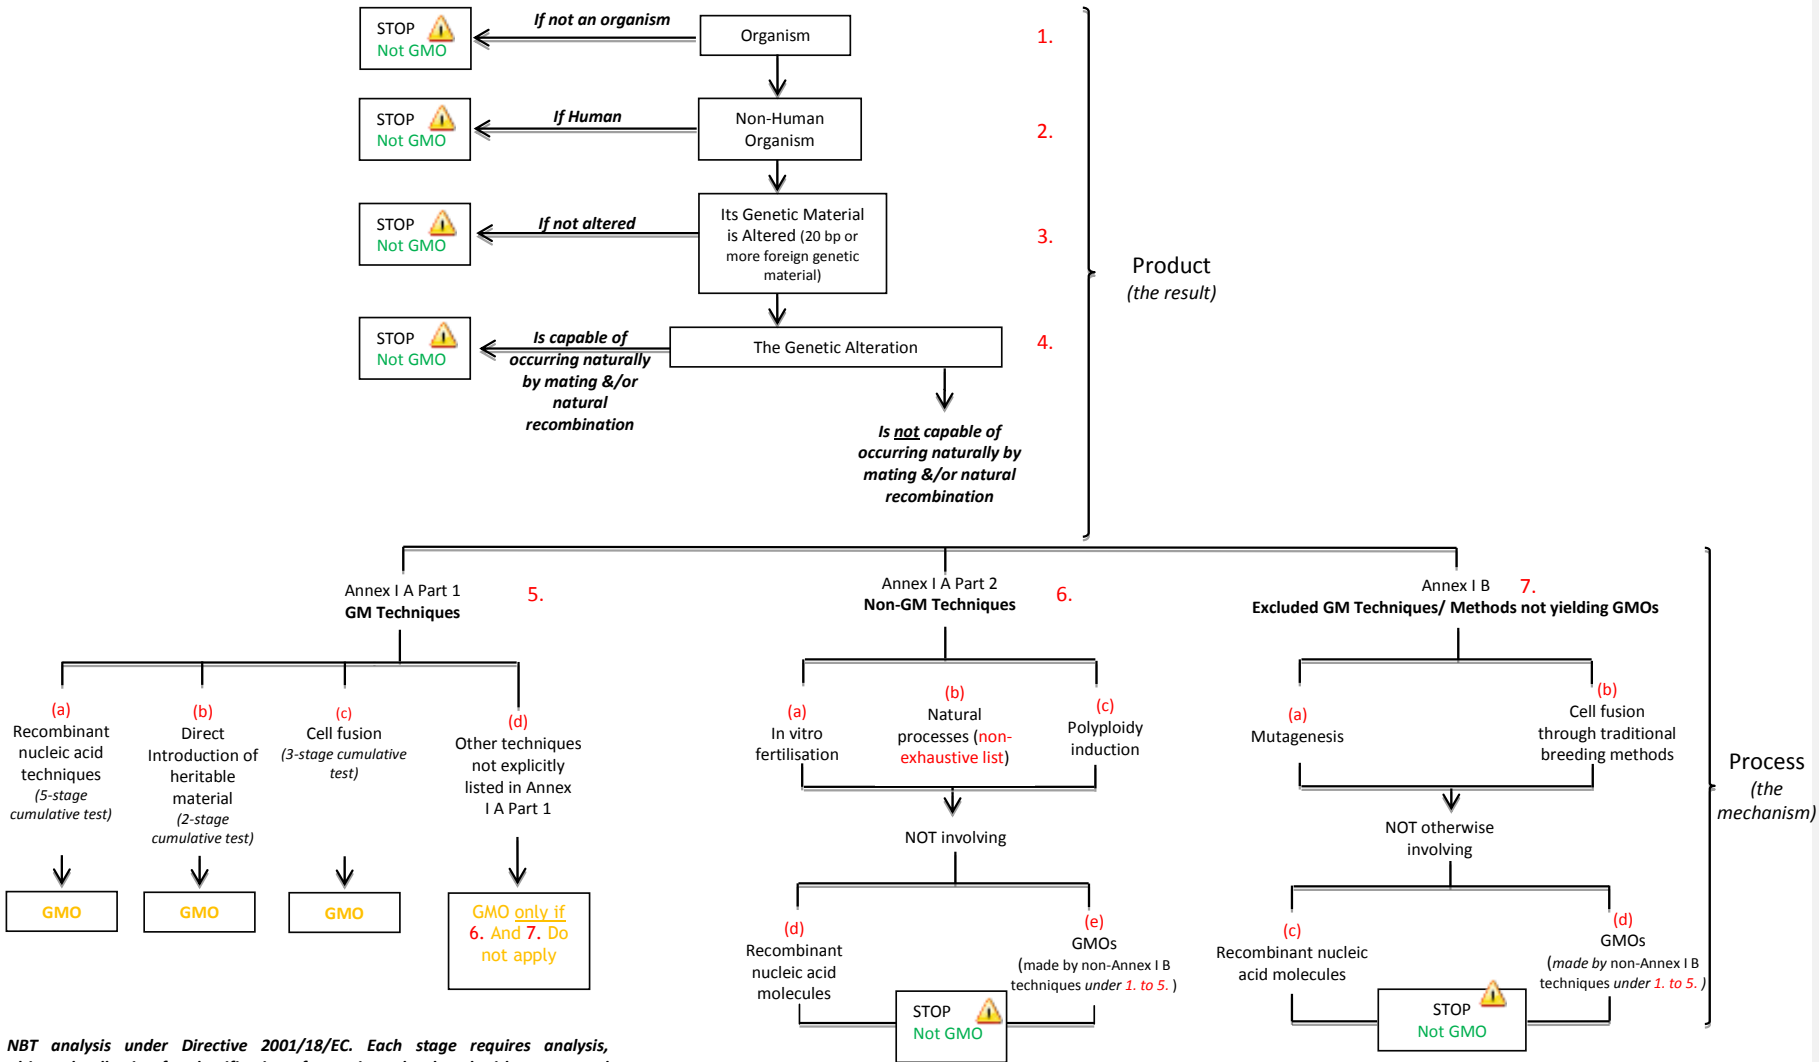 STOP
Not GMO
If not an organism
Organism
1.
STOP
Not GMO
If Human
Non-Human
Organism
2.
STOP
Not GMO
If not altered
Its Genetic Material
is Altered (20 bp or
more foreign genetic
material)
3.
Product
(the result)
STOP
Not GMO
Is capable of
occurring naturally
by mating &/or
natural
recombination
The Genetic Alteration
4.
Is not capable of
occurring naturally by
mating &/or natural
recombination
Annex I A Part 1
GM Techniques
5.
Annex I A Part 2
Non-GM Techniques
6.
Annex I B
7.
Excluded GM Techniques/ Methods not yielding GMOs
(a)
Recombinant
nucleic acid
techniques
(5-stage
cumulative test)
(b)
Direct
Introduction of
heritable
material
(2-stage
cumulative test)
(c)
Cell fusion
(3-stage cumulative
test)
(d)
Other techniques
not explicitly
listed in Annex
I A Part 1
GMO
GMO
GMO
GMO only if
6. And 7. Do
not apply
(a)
In vitro
fertilisation
(b)
Natural
processes (non-
exhaustive list)
(c)
Polyploidy
induction
NOT involving
(d)
Recombinant
nucleic acid
molecules
(e)
GMOs
(made by non-Annex I B
techniques under 1. to 5. )
STOP
Not GMO
(a)
Mutagenesis
(b)
Cell fusion
through traditional
breeding methods
NOT otherwise
involving
(c)
Recombinant nucleic
acid molecules
(d)
GMOs
(made by non-Annex I B
techniques under 1. to 5. )
STOP
Not GMO
Process
(the
mechanism)
NBT analysis under Directive 2001/18/EC. Each stage requires analysis,